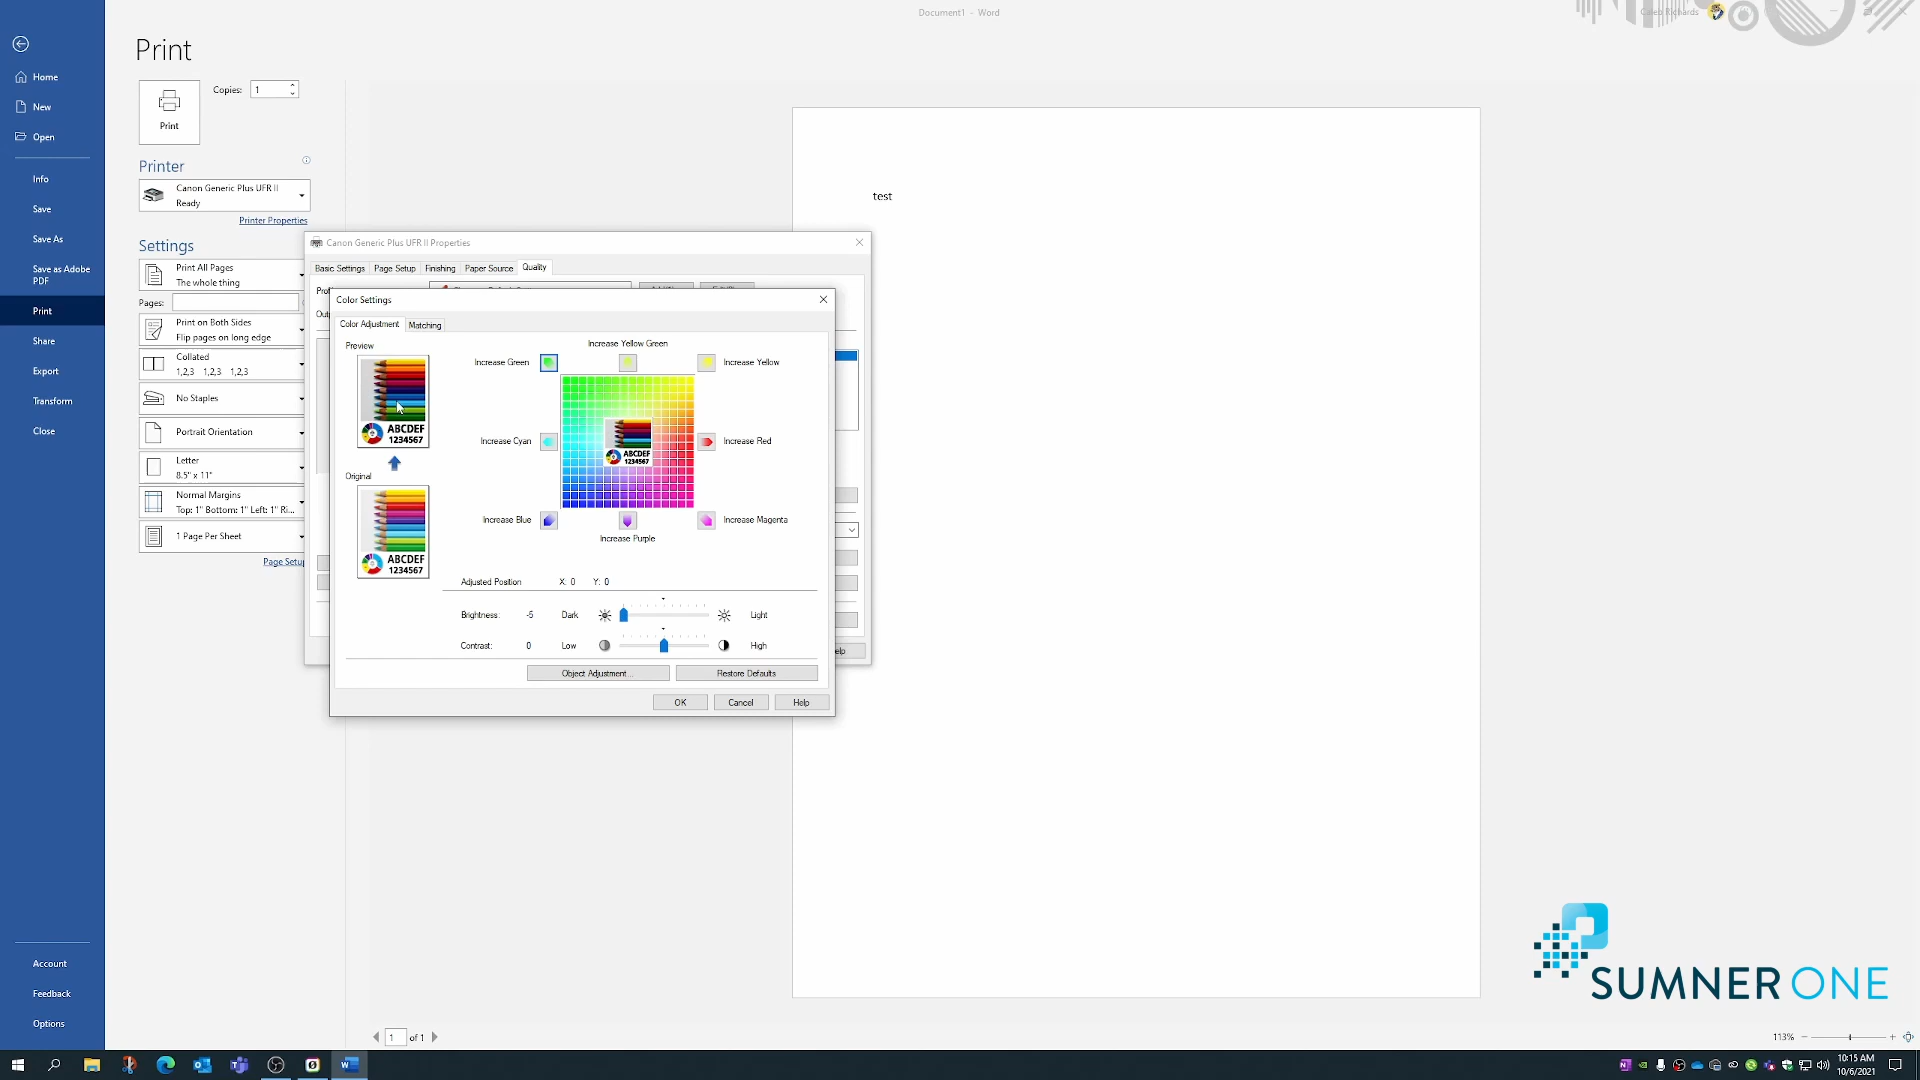 Document1 - Word
Caleb Richards
Print
Home
New
Open
Info
Save
Save As
Save as Adobe
PDF
Print
Share
Export
Transform
Close
Account
Feedback
Options
Print
Copies: 1
Printer
Canon Generic Plus UFR II
Ready
Printer Properties
Settings
Print All Pages
The whole thing
Pages:
Print on Both Sides
Flip pages on long edge
Collated
1,2,3 1,2,3 1,2,3
No Staples
Portrait Orientation
Letter
8.5" x 11"
Normal Margins
Top: 1" Bottom: 1" Left: 1" Ri...
1 Page Per Sheet
Page Setup
Canon Generic Plus UFR II Properties
Basic Settings Page Setup Finishing Paper Source Quality
Color Settings
Color Adjustment Matching
Preview
ABCDEF
1234567
Original
ABCDEF
1234567
Increase Yellow Green
Increase Green
Increase Yellow
Increase Cyan
Increase Red
ABCDEF
1234567
Increase Blue
Increase Magenta
Increase Purple
Adjusted Position X: 0 Y: 0
Brightness: -5 Dark Light
Contrast: 0 Low High
Object Adjustment... Restore Defaults
OK Cancel Help
test
1 of 1
113%
SUMNERONE
10:15 AM
10/6/2021